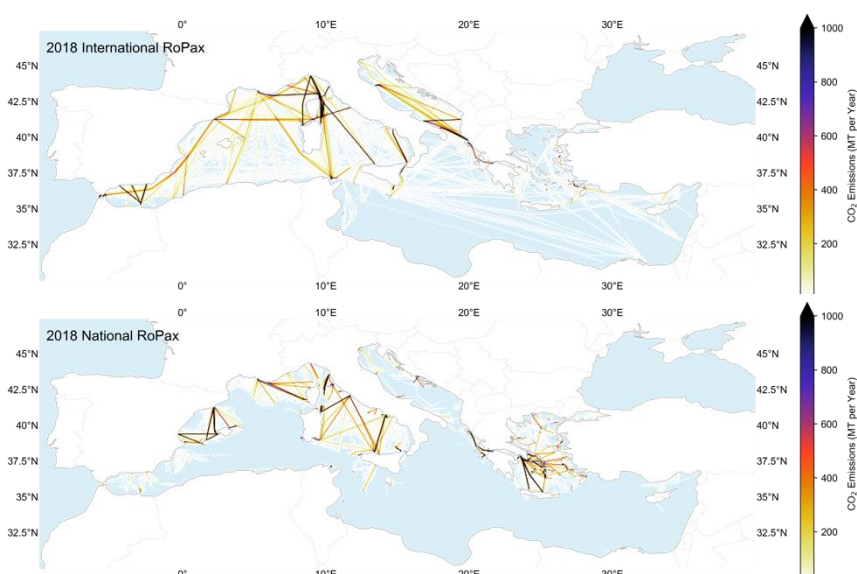 0° 10°E 20°E 30°E
2018 International RoPax
45°N
42.5°N
40°N
37.5°N
35°N
32.5°N
45°N
42.5°N
40°N
37.5°N
35°N
32.5°N
0° 10°E 20°E 30°E
1000
800
600
400
200
CO₂ Emissions (MT per Year)
2018 National RoPax
45°N
42.5°N
40°N
37.5°N
35°N
32.5°N
45°N
42.5°N
40°N
37.5°N
35°N
32.5°N
0° 10°E 20°E 30°E
1000
800
600
400
200
CO₂ Emissions (MT per Year)